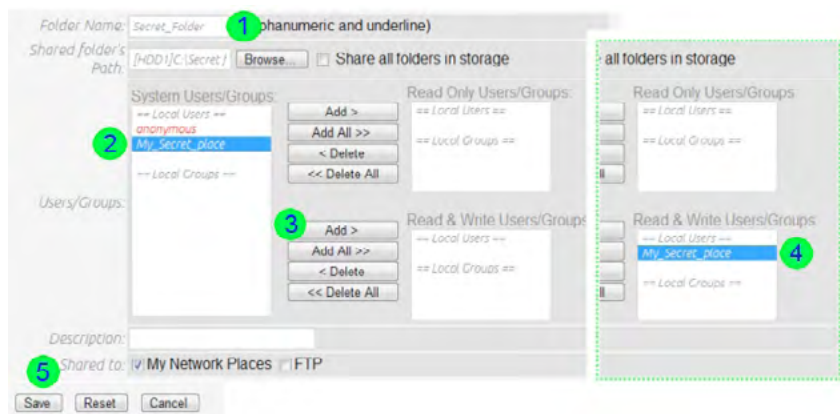 Folder Name: Secret_Folder 1 phanumeric and underline)
Shared folder's Path: [HDD1]C:\Secret Browse... Share all folders in storage
all folders in storage
System Users/Groups:
== Local Users ==
anonymous
2 My_Secret_place
== Local Groups ==
Add >
Add All >>
< Delete
<< Delete All
Read Only Users/Groups:
== Local Users ==
== Local Groups ==
Read Only Users/Groups
== Local Users ==
== Local Groups ==
Users/Groups:
3 Add >
Add All >>
< Delete
<< Delete All
Read & Write Users/Groups
== Local Users ==
== Local Groups ==
Read & Write Users/Groups
== Local Users ==
My_Secret_place 4
== Local Groups ==
Description:
5 Shared to: My Network Places FTP
Save Reset Cancel